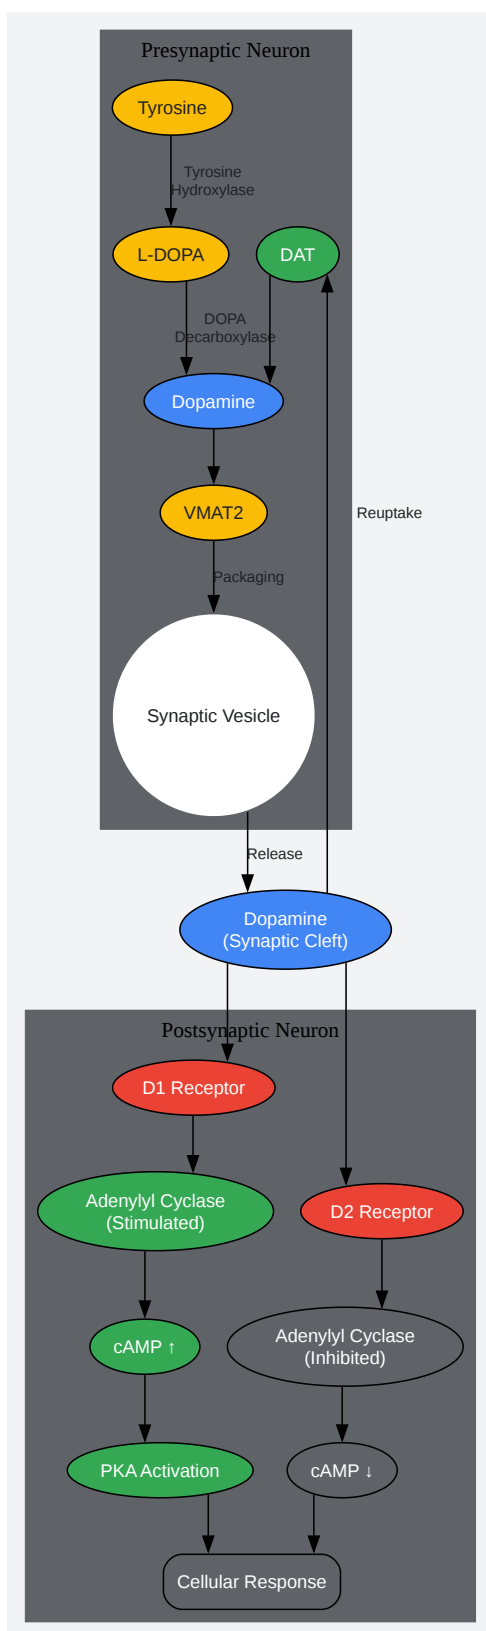 Presynaptic Neuron
Tyrosine
Tyrosine
Hydroxylase
L-DOPA
DAT
DOPA
Decarboxylase
Dopamine
VMAT2
Reuptake
Packaging
Synaptic Vesicle
Release
Dopamine
(Synaptic Cleft)
Postsynaptic Neuron
D1 Receptor
Adenylyl Cyclase
(Stimulated)
D2 Receptor
cAMP ↑
Adenylyl Cyclase
(Inhibited)
PKA Activation
cAMP ↓
Cellular Response